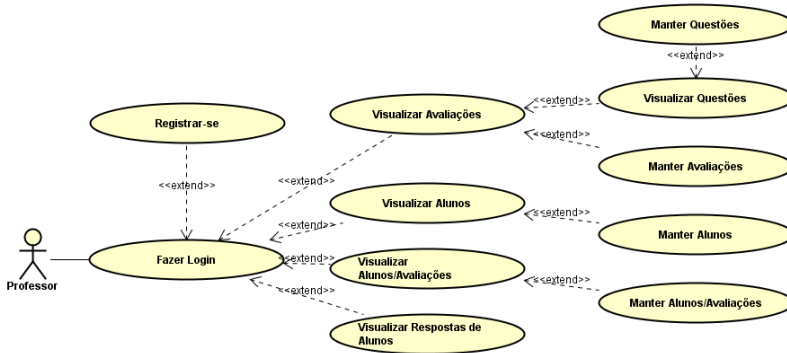 Manter Questões
<<extend>>
<<extend>>
Visualizar Questões
Visualizar Avaliações
Registrar-se
<<extend>>
Manter Avaliações
<<extend>>
<<extend>>
Visualizar Alunos
<<extend>>
<<extend>>
Manter Alunos
Fazer Login
Professor
<<extend>>
Visualizar
Alunos/Avaliações
<<extend>>
Manter Alunos/Avaliações
<<extend>>
Visualizar Respostas de
Alunos